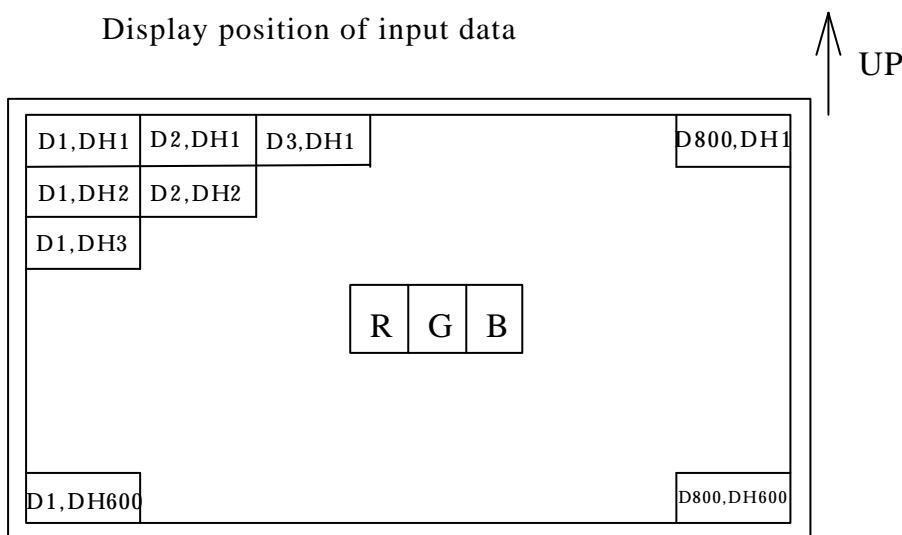 Display position of input data
UP
D1,DH1 D2,DH1 D3,DH1 D800,DH1
D1,DH2 D2,DH2
D1,DH3
R G B
D1,DH600 D800,DH600